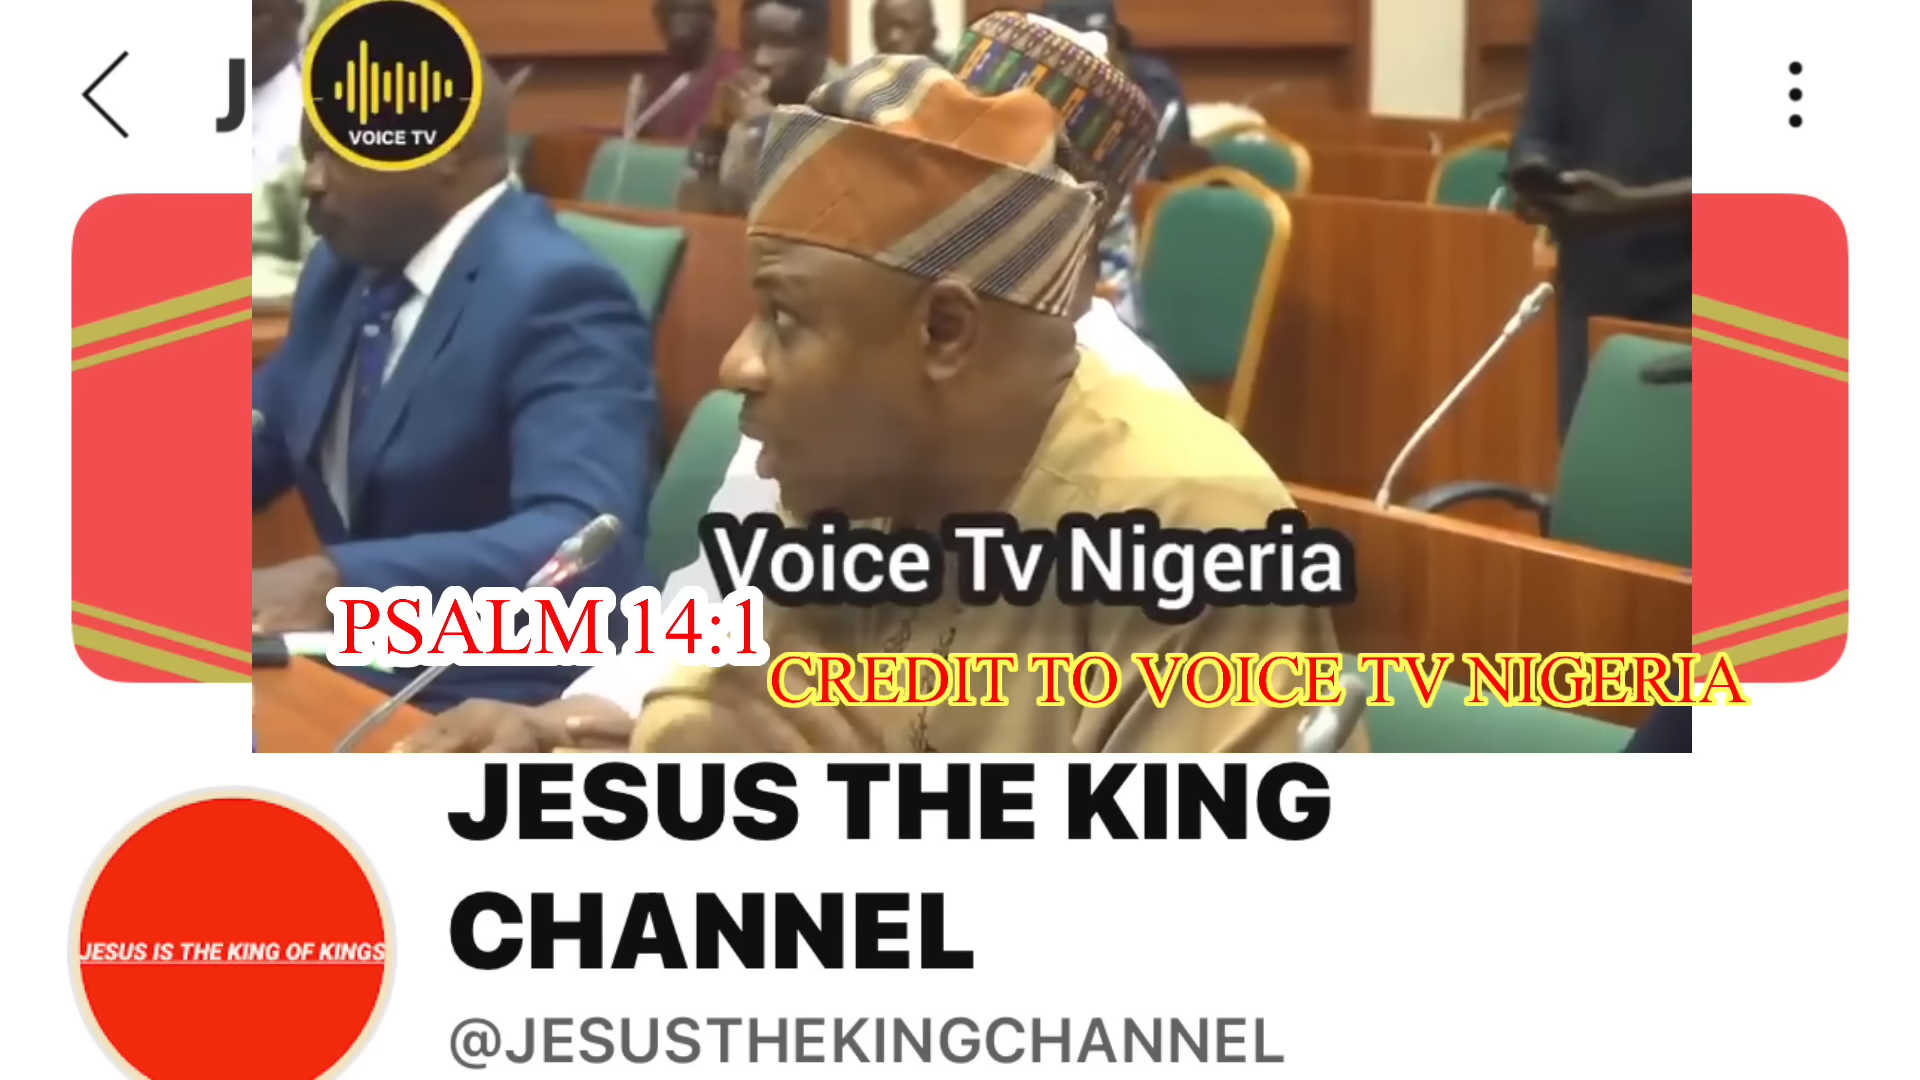 J
VOICE TV
Voice Tv Nigeria
PSALM 14:1
CREDIT TO VOICE TV NIGERIA
JESUS THE KING
CHANNEL
JESUS IS THE KING OF KINGS
@JESUSTHEKINGCHANNEL